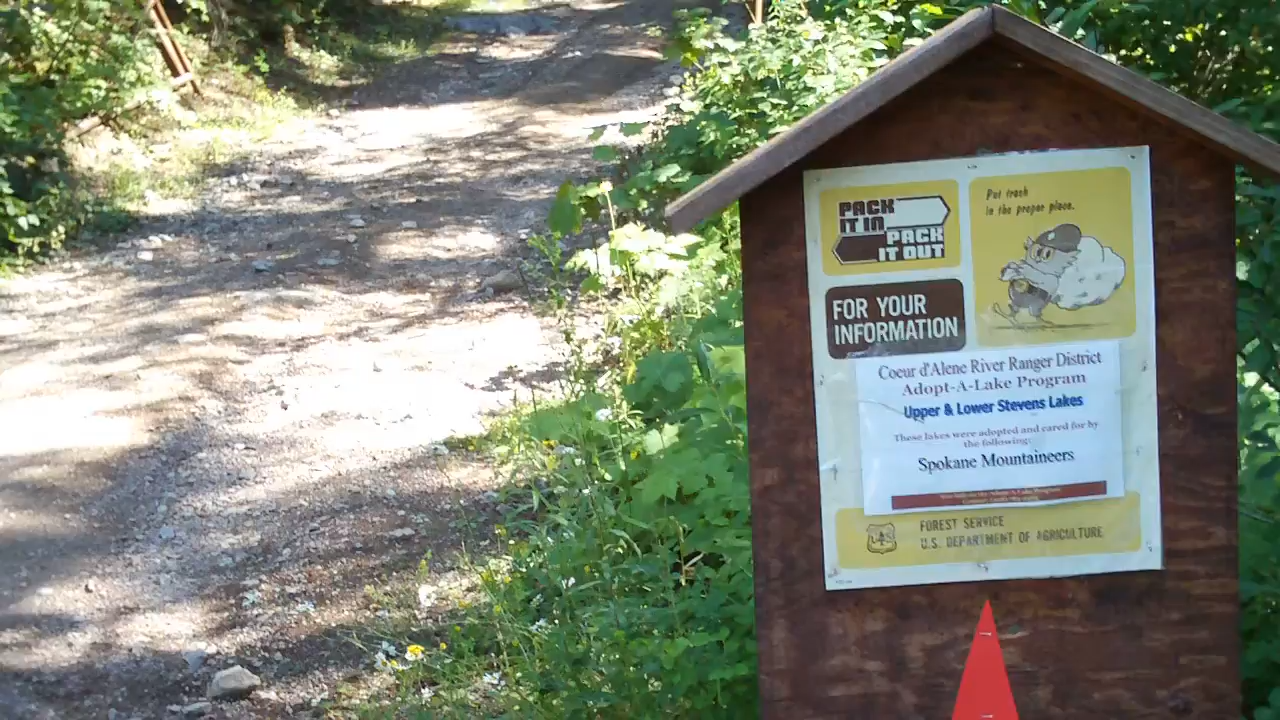 PACK
IT IN
PACK
IT OUT
Put trash
in the proper place.
FOR YOUR
INFORMATION
Coeur d'Alene River Ranger District
Adopt-A-Lake Program
Upper & Lower Stevens Lakes
These lakes were adopted and cared for by
the following:
Spokane Mountaineers
FOREST SERVICE
U.S. DEPARTMENT OF AGRICULTURE